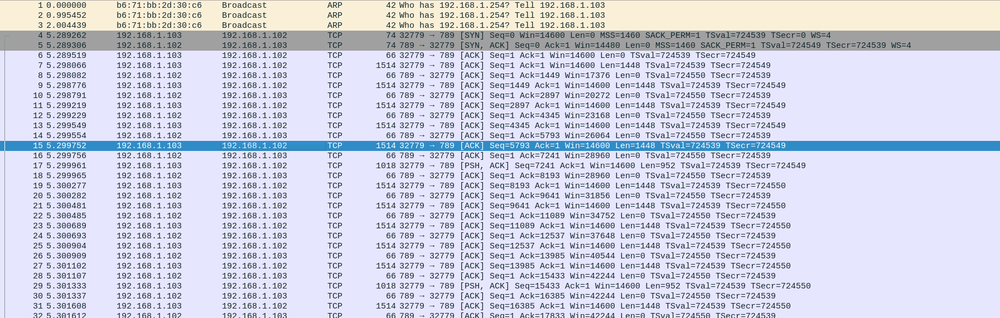 1 0.000000 b6:71:bb:2d:30:c6 Broadcast ARP 42 Who has 192.168.1.254? Tell 192.168.1.103
2 0.995452 b6:71:bb:2d:30:c6 Broadcast ARP 42 Who has 192.168.1.254? Tell 192.168.1.103
3 2.004439 b6:71:bb:2d:30:c6 Broadcast ARP 42 Who has 192.168.1.254? Tell 192.168.1.103
4 5.289262 192.168.1.103 192.168.1.102 TCP 74 32779 → 789 [SYN] Seq=0 Win=14600 Len=0 MSS=1460 SACK_PERM=1 TSval=724539 TSecr=0 WS=4
5 5.289306 192.168.1.102 192.168.1.103 TCP 74 789 → 32779 [SYN, ACK] Seq=0 Ack=1 Win=14480 Len=0 MSS=1460 SACK_PERM=1 TSval=724549 TSecr=724539 WS=4
6 5.289519 192.168.1.103 192.168.1.102 TCP 66 32779 → 789 [ACK] Seq=1 Ack=1 Win=14600 Len=0 TSval=724539 TSecr=724549
7 5.298066 192.168.1.103 192.168.1.102 TCP 1514 32779 → 789 [ACK] Seq=1 Ack=1 Win=14600 Len=1448 TSval=724539 TSecr=724549
8 5.298082 192.168.1.102 192.168.1.103 TCP 66 789 → 32779 [ACK] Seq=1 Ack=1449 Win=17376 Len=0 TSval=724550 TSecr=724539
9 5.298776 192.168.1.103 192.168.1.102 TCP 1514 32779 → 789 [ACK] Seq=1449 Ack=1 Win=14600 Len=1448 TSval=724539 TSecr=724549
10 5.298791 192.168.1.102 192.168.1.103 TCP 66 789 → 32779 [ACK] Seq=1 Ack=2897 Win=20272 Len=0 TSval=724550 TSecr=724539
11 5.299219 192.168.1.103 192.168.1.102 TCP 1514 32779 → 789 [ACK] Seq=2897 Ack=1 Win=14600 Len=1448 TSval=724539 TSecr=724549
12 5.299229 192.168.1.102 192.168.1.103 TCP 66 789 → 32779 [ACK] Seq=1 Ack=4345 Win=23168 Len=0 TSval=724550 TSecr=724539
13 5.299549 192.168.1.103 192.168.1.102 TCP 1514 32779 → 789 [ACK] Seq=4345 Ack=1 Win=14600 Len=1448 TSval=724539 TSecr=724549
14 5.299554 192.168.1.102 192.168.1.103 TCP 66 789 → 32779 [ACK] Seq=1 Ack=5793 Win=26064 Len=0 TSval=724550 TSecr=724539
15 5.299752 192.168.1.103 192.168.1.102 TCP 1514 32779 → 789 [ACK] Seq=5793 Ack=1 Win=14600 Len=1448 TSval=724539 TSecr=724549
16 5.299756 192.168.1.102 192.168.1.103 TCP 66 789 → 32779 [ACK] Seq=1 Ack=7241 Win=28960 Len=0 TSval=724550 TSecr=724539
17 5.299961 192.168.1.103 192.168.1.102 TCP 1018 32779 → 789 [PSH, ACK] Seq=7241 Ack=1 Win=14600 Len=952 TSval=724539 TSecr=724549
18 5.299965 192.168.1.102 192.168.1.103 TCP 66 789 → 32779 [ACK] Seq=1 Ack=8193 Win=28960 Len=0 TSval=724550 TSecr=724539
19 5.300277 192.168.1.103 192.168.1.102 TCP 1514 32779 → 789 [ACK] Seq=8193 Ack=1 Win=14600 Len=1448 TSval=724539 TSecr=724550
20 5.300282 192.168.1.102 192.168.1.103 TCP 66 789 → 32779 [ACK] Seq=1 Ack=9641 Win=31856 Len=0 TSval=724550 TSecr=724539
21 5.300481 192.168.1.103 192.168.1.102 TCP 1514 32779 → 789 [ACK] Seq=9641 Ack=1 Win=14600 Len=1448 TSval=724539 TSecr=724550
22 5.300485 192.168.1.102 192.168.1.103 TCP 66 789 → 32779 [ACK] Seq=1 Ack=11089 Win=34752 Len=0 TSval=724550 TSecr=724539
23 5.300689 192.168.1.103 192.168.1.102 TCP 1514 32779 → 789 [ACK] Seq=11089 Ack=1 Win=14600 Len=1448 TSval=724539 TSecr=724550
24 5.300693 192.168.1.102 192.168.1.103 TCP 66 789 → 32779 [ACK] Seq=1 Ack=12537 Win=37648 Len=0 TSval=724550 TSecr=724539
25 5.300904 192.168.1.103 192.168.1.102 TCP 1514 32779 → 789 [ACK] Seq=12537 Ack=1 Win=14600 Len=1448 TSval=724539 TSecr=724550
26 5.300909 192.168.1.102 192.168.1.103 TCP 66 789 → 32779 [ACK] Seq=1 Ack=13985 Win=40544 Len=0 TSval=724550 TSecr=724539
27 5.301102 192.168.1.103 192.168.1.102 TCP 1514 32779 → 789 [ACK] Seq=13985 Ack=1 Win=14600 Len=1448 TSval=724539 TSecr=724550
28 5.301107 192.168.1.102 192.168.1.103 TCP 66 789 → 32779 [ACK] Seq=1 Ack=15433 Win=42244 Len=0 TSval=724550 TSecr=724539
29 5.301333 192.168.1.103 192.168.1.102 TCP 1018 32779 → 789 [PSH, ACK] Seq=15433 Ack=1 Win=14600 Len=952 TSval=724539 TSecr=724550
30 5.301337 192.168.1.102 192.168.1.103 TCP 66 789 → 32779 [ACK] Seq=1 Ack=16385 Win=42244 Len=0 TSval=724550 TSecr=724539
31 5.301608 192.168.1.103 192.168.1.102 TCP 1514 32779 → 789 [ACK] Seq=16385 Ack=1 Win=14600 Len=1448 TSval=724539 TSecr=724550
32 5.301612 192.168.1.102 192.168.1.103 TCP 66 789 → 32779 [ACK] Seq=1 Ack=17833 Win=42244 Len=0 TSval=724550 TSecr=724539